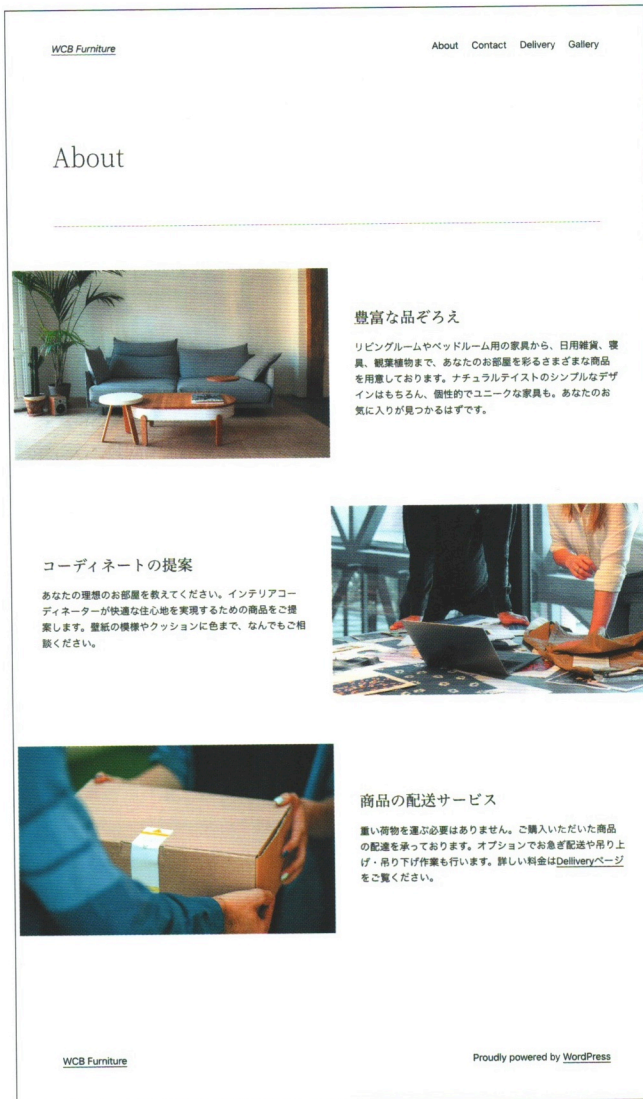 WCB Furniture
About Contact Delivery Gallery
About
豊富な品ぞろえ
リビングルームやベッドルーム用の家具から、日用雑貨、寝
具、観葉植物まで、あなたのお部屋を彩るさまざまな商品
を用意しております。ナチュラルテイストのシンプルなデザ
インはもちろん、個性的でユニークな家具も。あなたのお
気に入りが見つかるはずです。
コーディネートの提案
あなたの理想のお部屋を教えてください。インテリアコー
ディネーターが快適な住心地を実現するための商品をご提
案します。壁紙の模様やクッションに色まで、なんでもご相
談ください。
商品の配送サービス
重い荷物を運ぶ必要はありません。ご購入いただいた商品
の配達を承っております。オプションでお急ぎ配送や吊り上
げ・吊り下げ作業も行います。詳しい料金はDelliveryページ
をご覧ください。
WCB Furniture
Proudly powered by WordPress